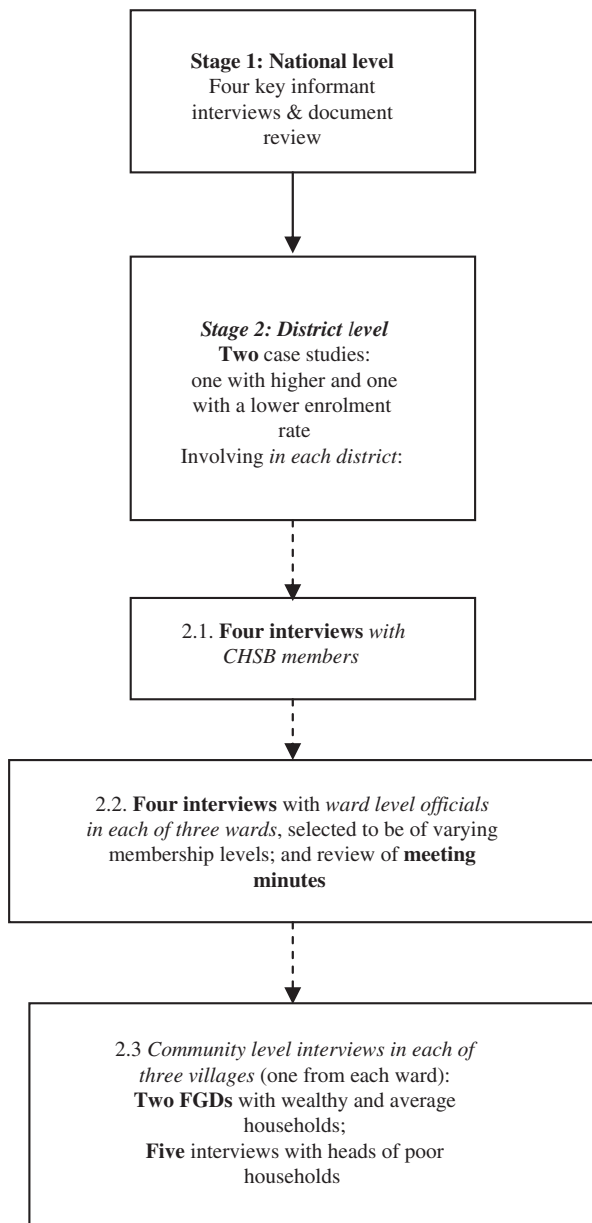 Stage 1: National level
Four key informant
interviews & document
review
Stage 2: District level
Two case studies:
one with higher and one
with a lower enrolment
rate
Involving in each district:
2.1. Four interviews with
CHSB members
2.2. Four interviews with ward level officials
in each of three wards, selected to be of varying
membership levels; and review of meeting
minutes
2.3 Community level interviews in each of
three villages (one from each ward):
Two FGDs with wealthy and average
households;
Five interviews with heads of poor
households